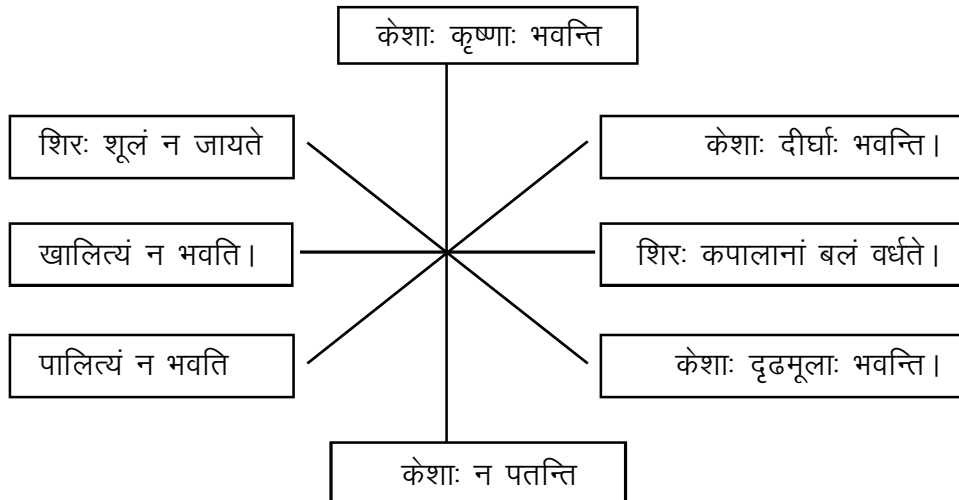 केशाः कृष्णाः भवन्ति
शिरः शूलं न जायते
केशाः दीर्घाः भवन्ति।
खालित्यं न भवति।
शिरः कपालानां बलं वर्धते।
पालित्यं न भवति
केशाः दृढमूलाः भवन्ति।
केशाः न पतन्ति